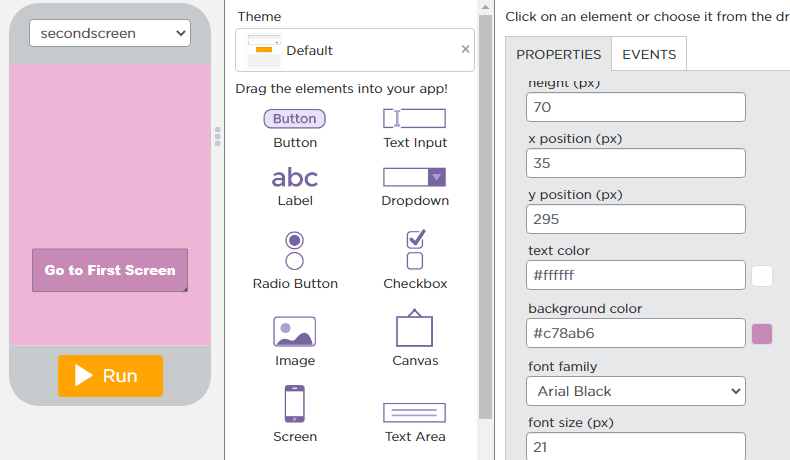 secondscreen
Go to First Screen
Run
Theme
Default
×
Drag the elements into your app!
Button
Button
Text Input
abc
Label
Dropdown
Radio Button
Checkbox
Image
Canvas
Screen
Text Area
Click on an element or choose it from the dr
PROPERTIES
EVENTS
height (px)
70
x position (px)
35
y position (px)
295
text color
#ffffff
background color
#c78ab6
font family
Arial Black
font size (px)
21